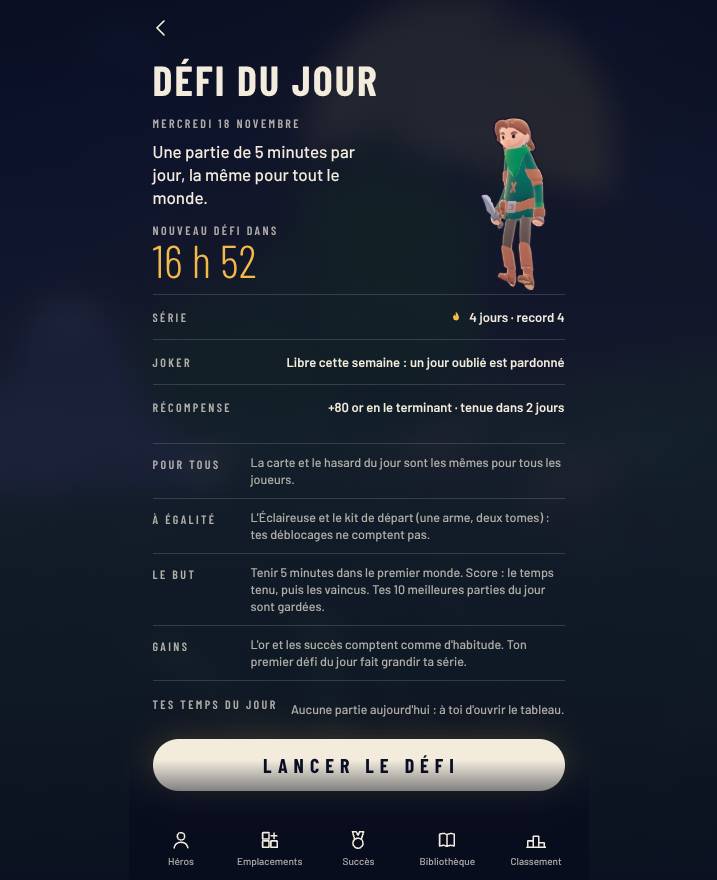 DÉFI DU JOUR
MERCREDI 18 NOVEMBRE
Une partie de 5 minutes par
jour, la même pour tout le
monde.
NOUVEAU DÉFI DANS
16 h 52
SÉRIE 4 jours · record 4
JOKER Libre cette semaine : un jour oublié est pardonné
RÉCOMPENSE +80 or en le terminant · tenue dans 2 jours
POUR TOUS La carte et le hasard du jour sont les mêmes pour tous les
joueurs.
À ÉGALITÉ L'Éclaireuse et le kit de départ (une arme, deux tomes) :
tes déblocages ne comptent pas.
LE BUT Tenir 5 minutes dans le premier monde. Score : le temps
tenu, puis les vaincus. Tes 10 meilleures parties du jour
sont gardées.
GAINS L'or et les succès comptent comme d'habitude. Ton
premier défi du jour fait grandir ta série.
TES TEMPS DU JOUR Aucune partie aujourd'hui : à toi d'ouvrir le tableau.
LANCER LE DÉFI
Héros Emplacements Succès Bibliothèque Classement